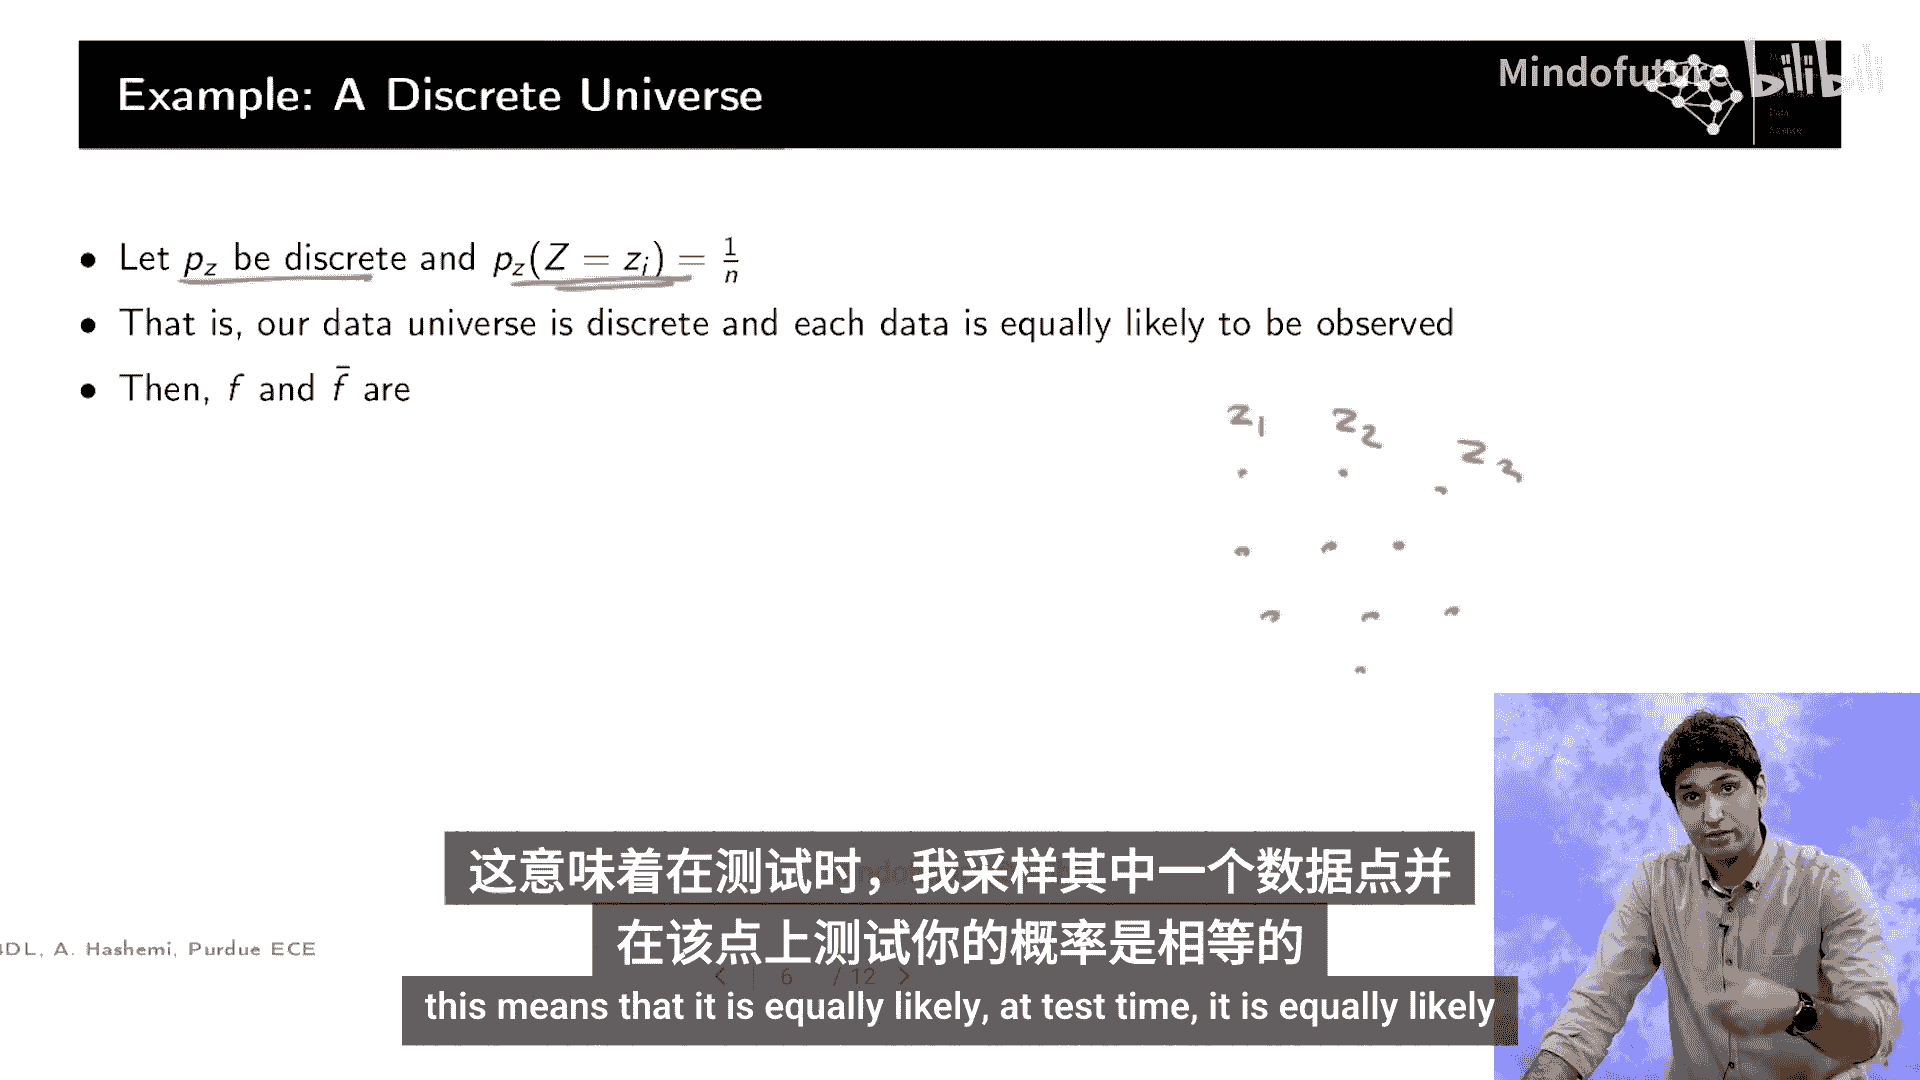 Example: A Discrete Universe
Mindofuture
bilibili
Data
Science
• Let p_z be discrete and p_z(Z = z_i) = 1/n
• That is, our data universe is discrete and each data is equally likely to be observed
• Then, f and f̄ are
z₁ z₂ z₃
这意味着在测试时，我采样其中一个数据点并
在该点上测试你的概率是相等的
DL, A. Hashemi, Purdue ECE
< 6 / 12 >
this means that it is equally likely, at test time, it is equally likely